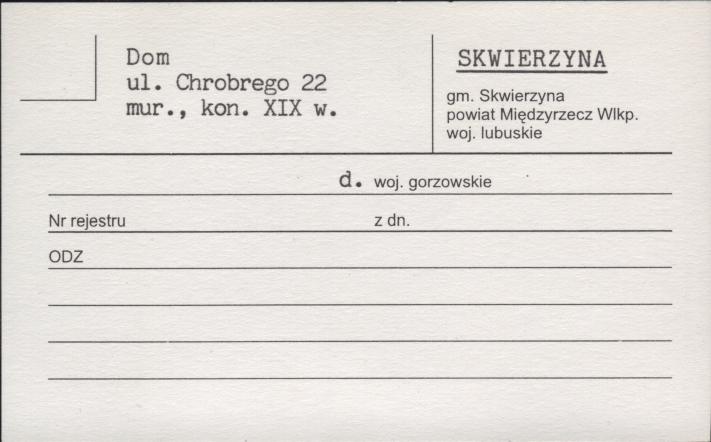 Dom
ul. Chrobrego 22
mur., kon. XIX w.
SKWIERZYNA
gm. Skwierzyna
powiat Międzyrzecz Wlkp.
woj. lubuskie
d. woj. gorzowskie
Nr rejestru z dn.
ODZ